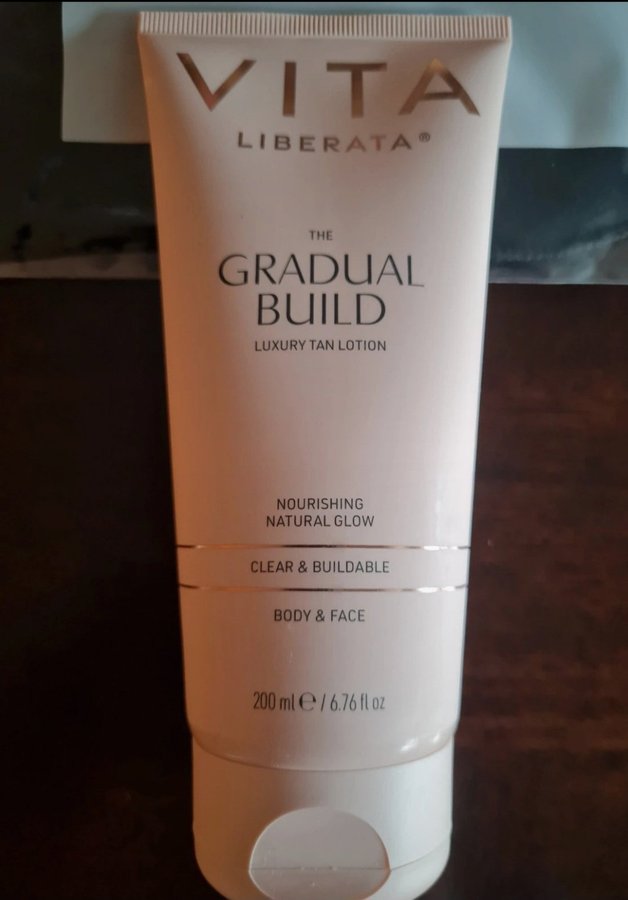 VITA
LIBERATA®
THE
GRADUAL
BUILD
LUXURY TAN LOTION
NOURISHING
NATURAL GLOW
CLEAR & BUILDABLE
BODY & FACE
200 ml ℮ / 6.76 fl oz